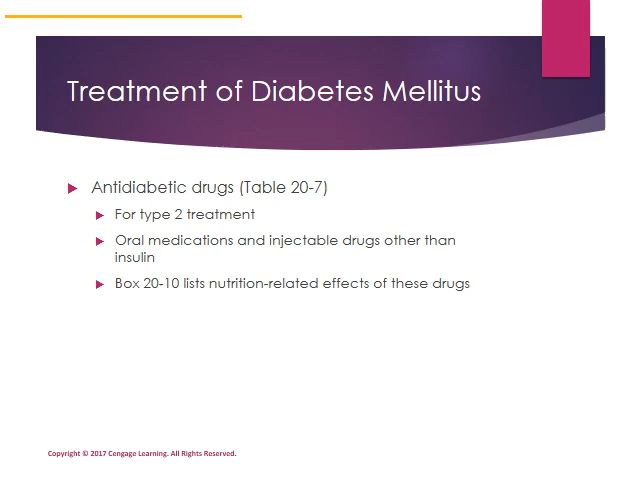 Treatment of Diabetes Mellitus
Antidiabetic drugs (Table 20-7)
For type 2 treatment
Oral medications and injectable drugs other than
insulin
Box 20-10 lists nutrition-related effects of these drugs
Copyright © 2017 Cengage Learning. All Rights Reserved.